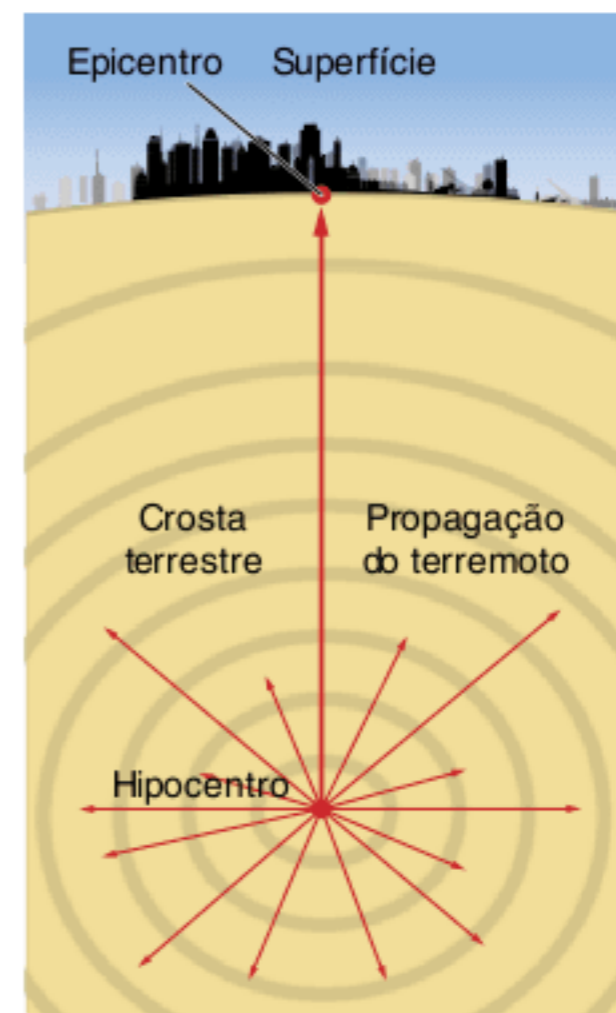 Epicentro
Superfície
Crosta
terrestre
Propagação
do terremoto
Hipocentro